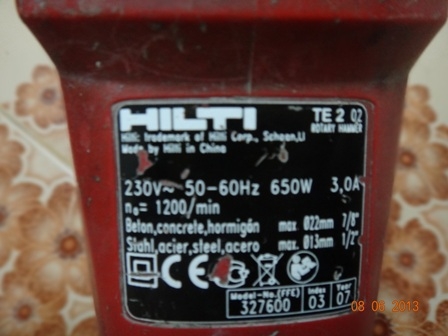 HILTI
TE 2 02
ROTARY HAMMER
Hilti: trademark of Hilti Corp., Schaan,LI
Made by Hilti in China
230V~ 50-60Hz 650W 3,0A
n₀= 1200/min
Beton,concrete,hormigón max. Ø22mm 7/8"
Stahl,acier,steel,acero max. Ø13mm 1/2"
CE
Model-No.(FFC) Index Year
327600 03 07
08 06 2013